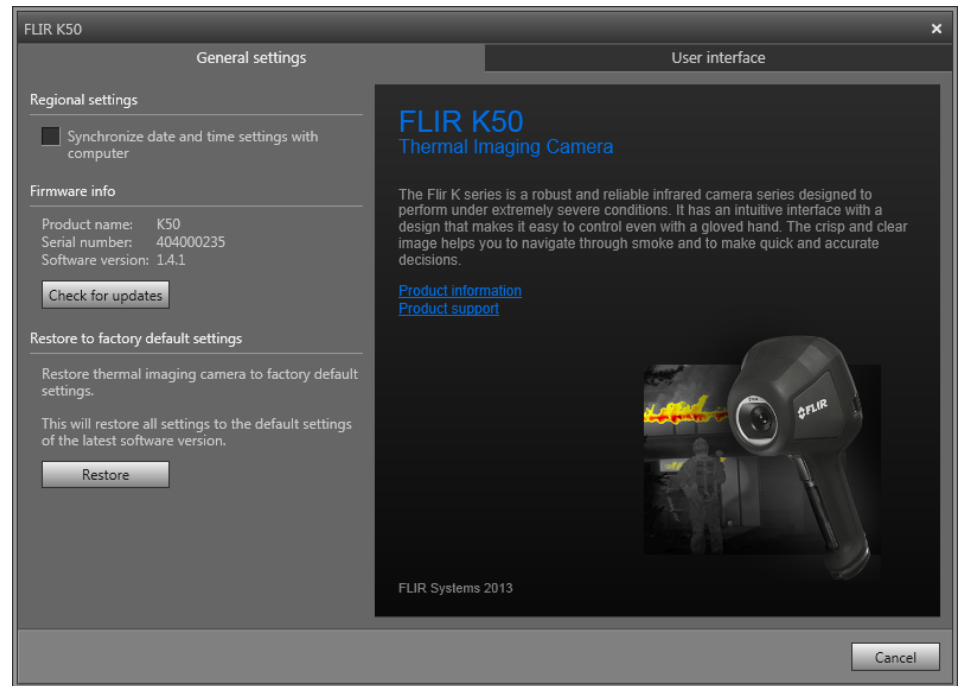 FLIR K50
General settings
User interface
Regional settings
Synchronize date and time settings with
computer
Firmware info
Product name: K50
Serial number: 404000235
Software version: 1.4.1
Check for updates
Restore to factory default settings
Restore thermal imaging camera to factory default
settings.
This will restore all settings to the default settings
of the latest software version.
Restore
FLIR K50
Thermal Imaging Camera
The Flir K series is a robust and reliable infrared camera series designed to
perform under extremely severe conditions. It has an intuitive interface with a
design that makes it easy to control even with a gloved hand. The crisp and clear
image helps you to navigate through smoke and to make quick and accurate
decisions.
Product information
Product support
FLIR
FLIR Systems 2013
Cancel